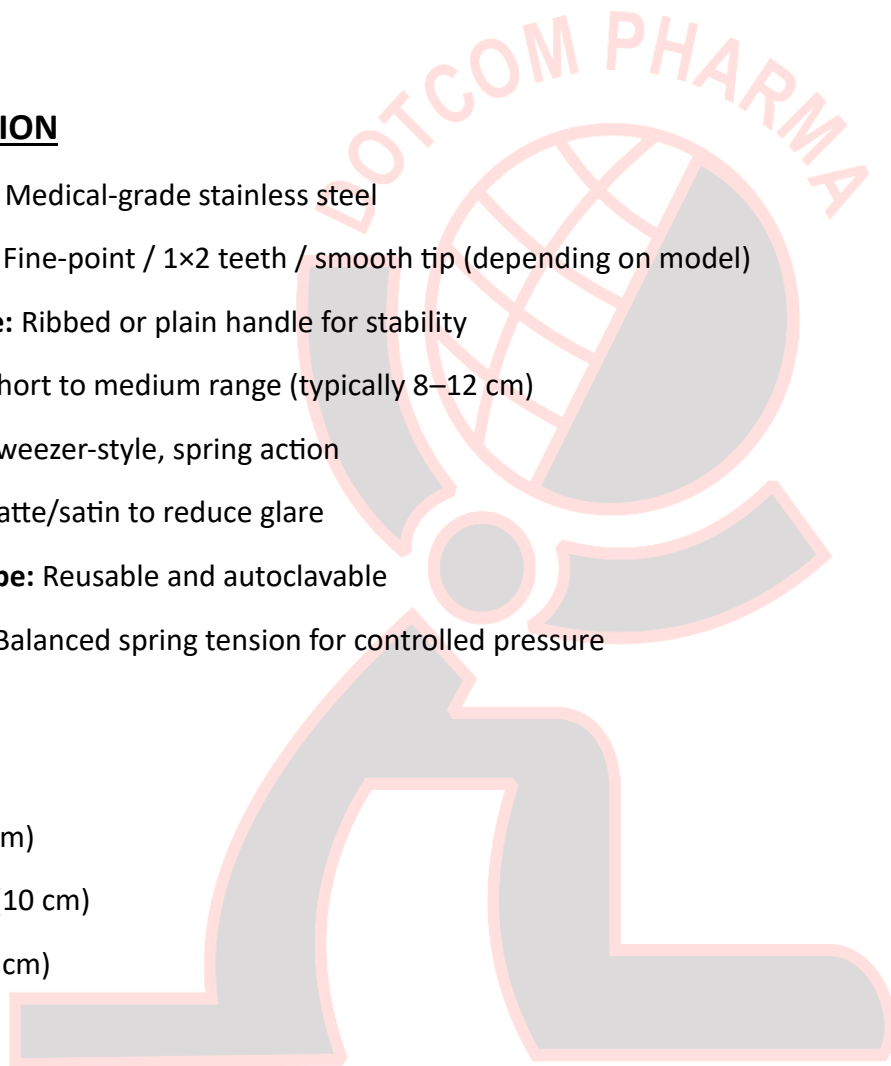 DOTCOM PHARMA
ION
Medical-grade stainless steel
Fine-point / 1×2 teeth / smooth tip (depending on model)
e: Ribbed or plain handle for stability
hort to medium range (typically 8–12 cm)
weezer-style, spring action
atte/satin to reduce glare
pe: Reusable and autoclavable
Balanced spring tension for controlled pressure
m)
(10 cm)
cm)